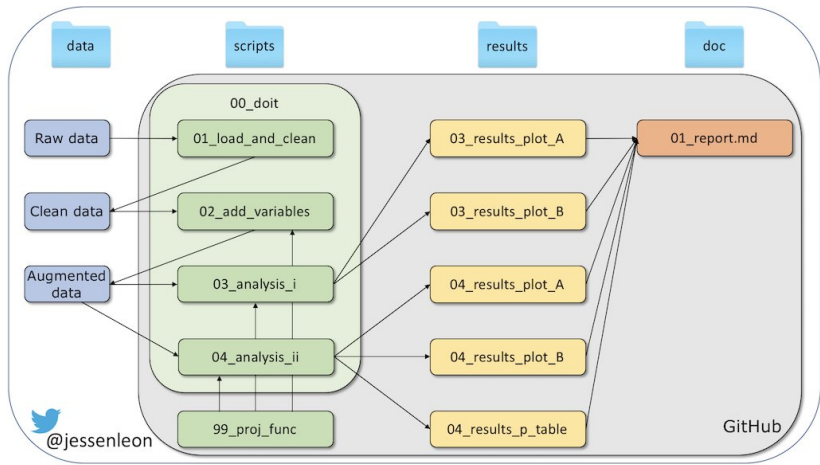 data
scripts
results
doc
00_doit
Raw data
01_load_and_clean
03_results_plot_A
01_report.md
Clean data
02_add_variables
03_results_plot_B
Augmented
data
03_analysis_i
04_results_plot_A
04_analysis_ii
04_results_plot_B
99_proj_func
04_results_p_table
GitHub
@jessenleon